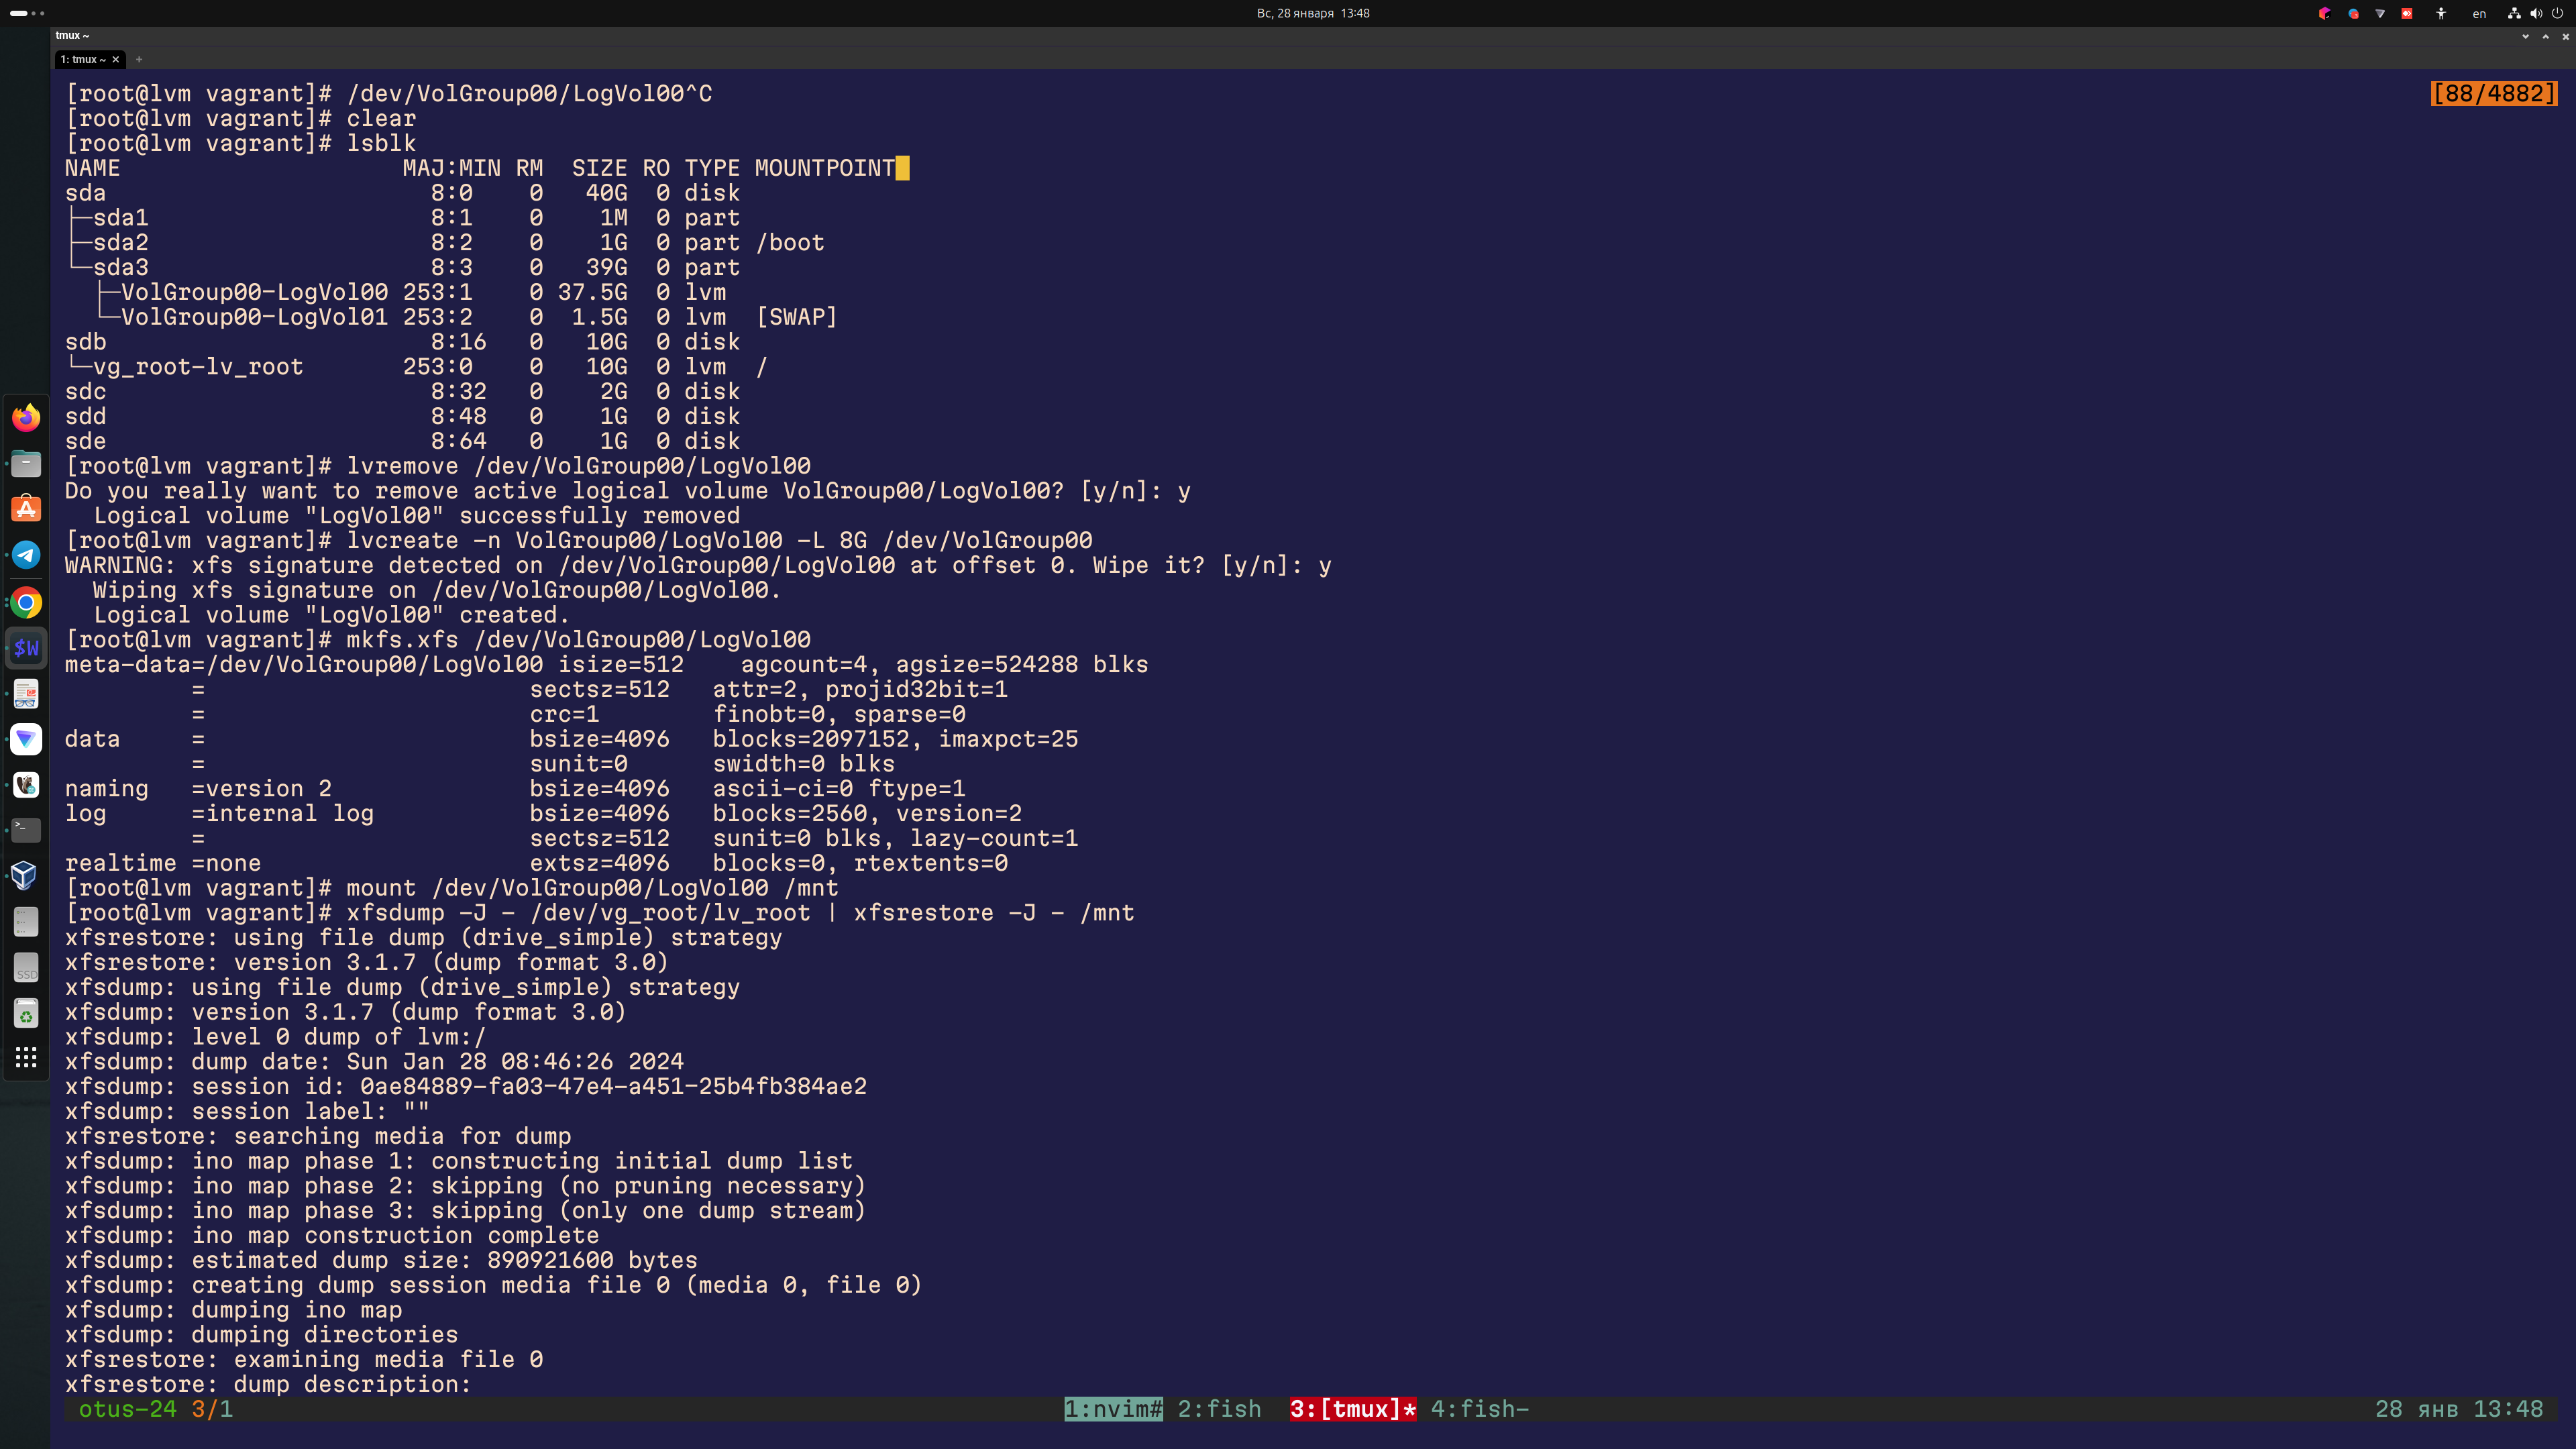 Вс, 28 января 13:48
en
tmux ~
1: tmux ~ × +
[root@lvm vagrant]# /dev/VolGroup00/LogVol00^C [88/4882]
[root@lvm vagrant]# clear
[root@lvm vagrant]# lsblk
NAME                    MAJ:MIN RM  SIZE RO TYPE MOUNTPOINT
sda                       8:0    0   40G  0 disk
├─sda1                    8:1    0    1M  0 part
├─sda2                    8:2    0    1G  0 part /boot
└─sda3                    8:3    0   39G  0 part
  ├─VolGroup00-LogVol00 253:1    0 37.5G  0 lvm
  └─VolGroup00-LogVol01 253:2    0  1.5G  0 lvm  [SWAP]
sdb                       8:16   0   10G  0 disk
└─vg_root-lv_root       253:0    0   10G  0 lvm  /
sdc                       8:32   0    2G  0 disk
sdd                       8:48   0    1G  0 disk
sde                       8:64   0    1G  0 disk
[root@lvm vagrant]# lvremove /dev/VolGroup00/LogVol00
Do you really want to remove active logical volume VolGroup00/LogVol00? [y/n]: y
  Logical volume "LogVol00" successfully removed
[root@lvm vagrant]# lvcreate -n VolGroup00/LogVol00 -L 8G /dev/VolGroup00
WARNING: xfs signature detected on /dev/VolGroup00/LogVol00 at offset 0. Wipe it? [y/n]: y
  Wiping xfs signature on /dev/VolGroup00/LogVol00.
  Logical volume "LogVol00" created.
[root@lvm vagrant]# mkfs.xfs /dev/VolGroup00/LogVol00
meta-data=/dev/VolGroup00/LogVol00 isize=512    agcount=4, agsize=524288 blks
         =                       sectsz=512   attr=2, projid32bit=1
         =                       crc=1        finobt=0, sparse=0
data     =                       bsize=4096   blocks=2097152, imaxpct=25
         =                       sunit=0      swidth=0 blks
naming   =version 2              bsize=4096   ascii-ci=0 ftype=1
log      =internal log           bsize=4096   blocks=2560, version=2
         =                       sectsz=512   sunit=0 blks, lazy-count=1
realtime =none                   extsz=4096   blocks=0, rtextents=0
[root@lvm vagrant]# mount /dev/VolGroup00/LogVol00 /mnt
[root@lvm vagrant]# xfsdump -J - /dev/vg_root/lv_root | xfsrestore -J - /mnt
xfsrestore: using file dump (drive_simple) strategy
xfsrestore: version 3.1.7 (dump format 3.0)
xfsdump: using file dump (drive_simple) strategy
xfsdump: version 3.1.7 (dump format 3.0)
xfsdump: level 0 dump of lvm:/
xfsdump: dump date: Sun Jan 28 08:46:26 2024
xfsdump: session id: 0ae84889-fa03-47e4-a451-25b4fb384ae2
xfsdump: session label: ""
xfsrestore: searching media for dump
xfsdump: ino map phase 1: constructing initial dump list
xfsdump: ino map phase 2: skipping (no pruning necessary)
xfsdump: ino map phase 3: skipping (only one dump stream)
xfsdump: ino map construction complete
xfsdump: estimated dump size: 890921600 bytes
xfsdump: creating dump session media file 0 (media 0, file 0)
xfsdump: dumping ino map
xfsdump: dumping directories
xfsrestore: examining media file 0
xfsrestore: dump description:
$W
SSD
otus-24 3/1 1:nvim# 2:fish 3:[tmux]* 4:fish- 28 янв 13:48